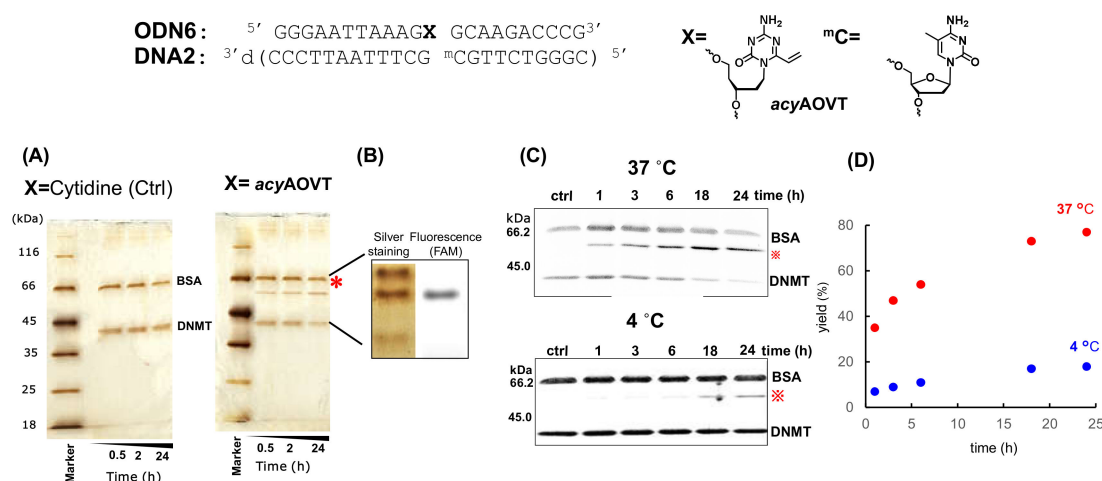 ODN6: 5' GGGAATTAAAGX GCAAGACCCG3'
DNA2: 3'd(CCCTTAATTTCG mCGTTCTGGGC) 5'
X=
NH2
N
N
O
N
O
O
acyAOVT
mC=
NH2
N
N
O
O
O
O
(A)
X=Cytidine (Ctrl)
X= acyAOVT
(kDa)
116
66
45
35
25
18
BSA
DNMT
*
Marker
0.5 2 24
Time (h)
Marker
0.5 2 24
Time (h)
(B)
Silver staining
Fluorescence (FAM)
(C)
37 °C
ctrl 1 3 6 18 24 time (h)
kDa
66.2
45.0
BSA
※
DNMT
4 °C
ctrl 1 3 6 18 24 time (h)
kDa
66.2
45.0
BSA
※
DNMT
(D)
37 °C
4 °C
80
60
40
20
0
yield (%)
0 5 10 15 20 25
time (h)